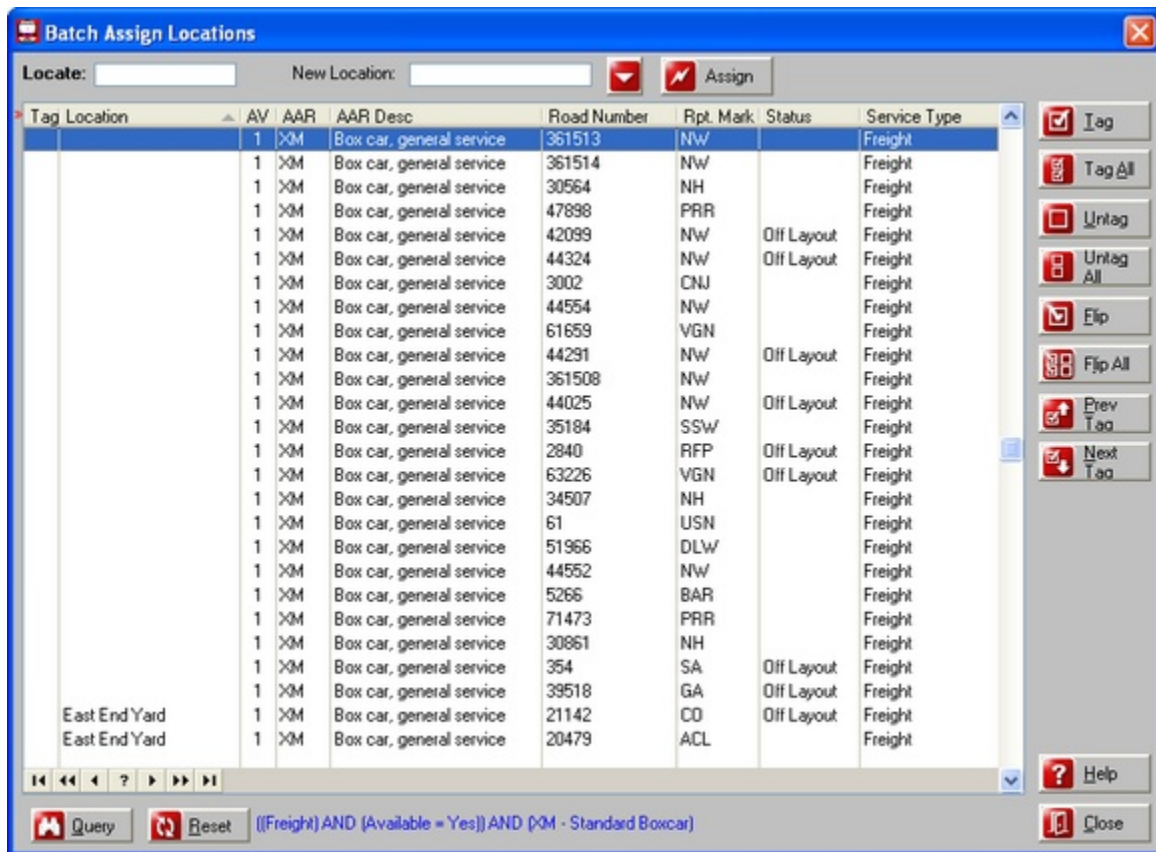 Batch Assign Locations
Locate: New Location: Assign
Tag Location AV AAR AAR Desc Road Number Rpt. Mark Status Service Type
1 XM Box car, general service 361513 NW Freight
1 XM Box car, general service 361514 NW Freight
1 XM Box car, general service 30564 NH Freight
1 XM Box car, general service 47898 PRR Freight
1 XM Box car, general service 42099 NW Off Layout Freight
1 XM Box car, general service 44324 NW Off Layout Freight
1 XM Box car, general service 3002 CNJ Freight
1 XM Box car, general service 44554 NW Freight
1 XM Box car, general service 61659 VGN Freight
1 XM Box car, general service 44291 NW Off Layout Freight
1 XM Box car, general service 361508 NW Freight
1 XM Box car, general service 44025 NW Off Layout Freight
1 XM Box car, general service 35184 SSW Freight
1 XM Box car, general service 2840 RFP Off Layout Freight
1 XM Box car, general service 63226 VGN Off Layout Freight
1 XM Box car, general service 34507 NH Freight
1 XM Box car, general service 61 USN Freight
1 XM Box car, general service 51966 DLW Freight
1 XM Box car, general service 44552 NW Freight
1 XM Box car, general service 5266 BAR Freight
1 XM Box car, general service 71473 PRR Freight
1 XM Box car, general service 30861 NH Freight
1 XM Box car, general service 354 SA Off Layout Freight
1 XM Box car, general service 39518 GA Off Layout Freight
East End Yard 1 XM Box car, general service 21142 CO Off Layout Freight
East End Yard 1 XM Box car, general service 20479 ACL Freight
Tag
Tag All
Untag
Untag
All
Flip
Flip All
Prev
Tag
Next
Tag
?
Help
Query Reset ((Freight) AND (Available = Yes)) AND (XM - Standard Boxcar)
Close